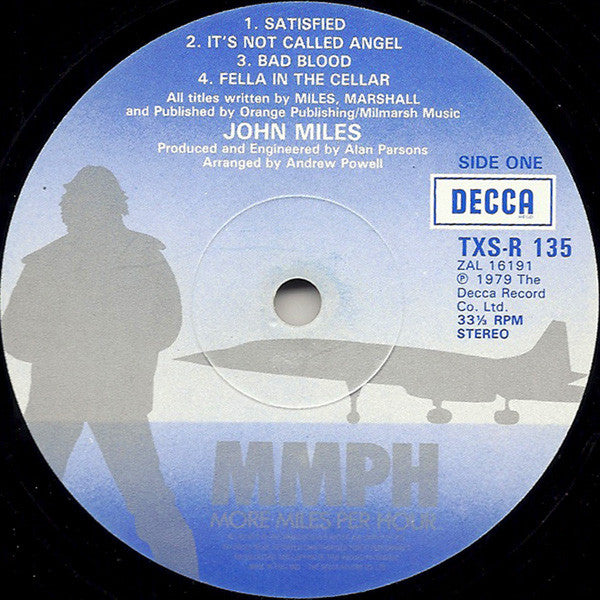 1. SATISFIED
2. IT'S NOT CALLED ANGEL
3. BAD BLOOD
4. FELLA IN THE CELLAR
All titles written by MILES, MARSHALL
and Published by Orange Publishing/Milmarsh Music
JOHN MILES
Produced and Engineered by Alan Parsons
Arranged by Andrew Powell
SIDE ONE
DECCA
TXS-R 135
ZAL 16191
℗ 1979 The
Decca Record
Co. Ltd.
33⅓ RPM
STEREO
MMPH
MORE MILES PER HOUR